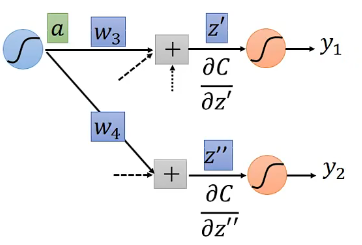 a w₃ + z′ y₁
∂C
∂z′
w₄ z′′
+ y₂
∂C
∂z′′